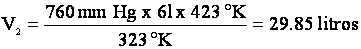 V₂ = 760 mm Hg x 6l x 423 °K / 323 °K = 29.85 litros